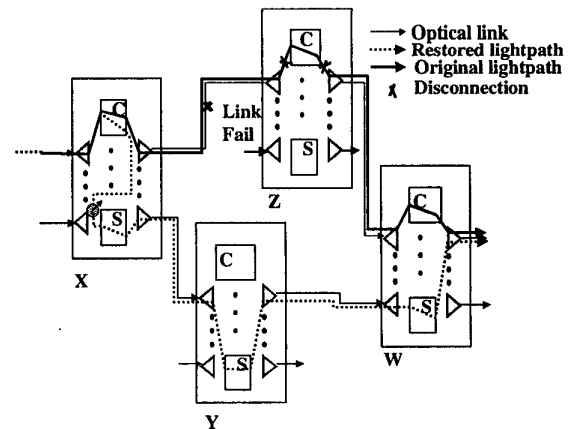 Optical link
Restored lightpath
Original lightpath
Disconnection
C
S
Z
Link
Fail
C
S
X
C
S
Y
C
S
W